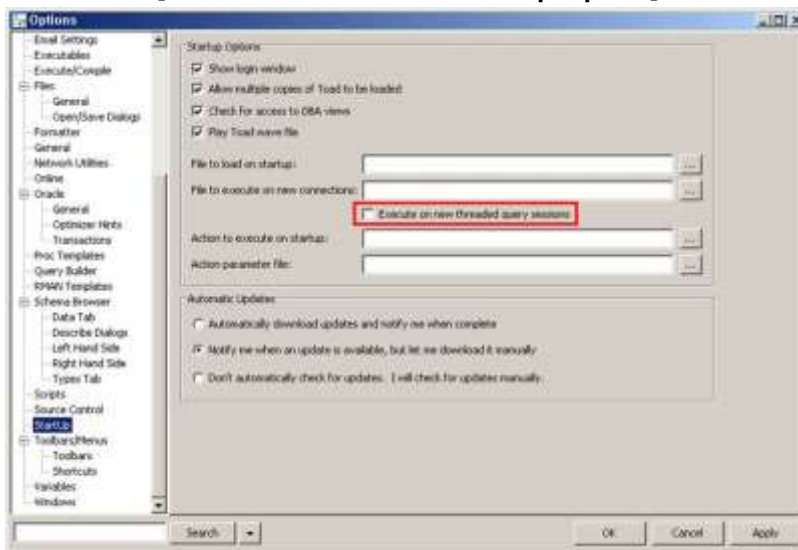 Options
Email Settings
Executables
Execute/Compile
Files
General
Open/Save Dialogs
Formatter
General
Network Utilities
Online
Oracle
General
Optimizer Hints
Transactions
Proc Templates
Query Builder
RMAN Templates
Schema Browser
Data Tab
Describe Dialogs
Left Hand Side
Right Hand Side
Types Tab
Scripts
Source Control
StartUp
Toolbars/Menus
Toolbars
Shortcuts
Variables
Windows
Startup Options
Show login window
Allow multiple copies of Toad to be loaded
Check for access to DBA views
Play Toad wave file
File to load on startup:
...
File to execute on new connections:
...
Execute on new threaded query sessions
Action to execute on startup:
...
Action parameter file:
...
Automatic Updates
Automatically download updates and notify me when complete
Notify me when an update is available, but let me download it manually
Don't automatically check for updates. I will check for updates manually.
Search
OK
Cancel
Apply